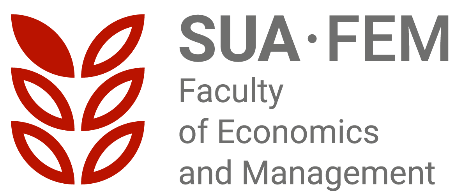 SUA·FEM
Faculty
of Economics
and Management